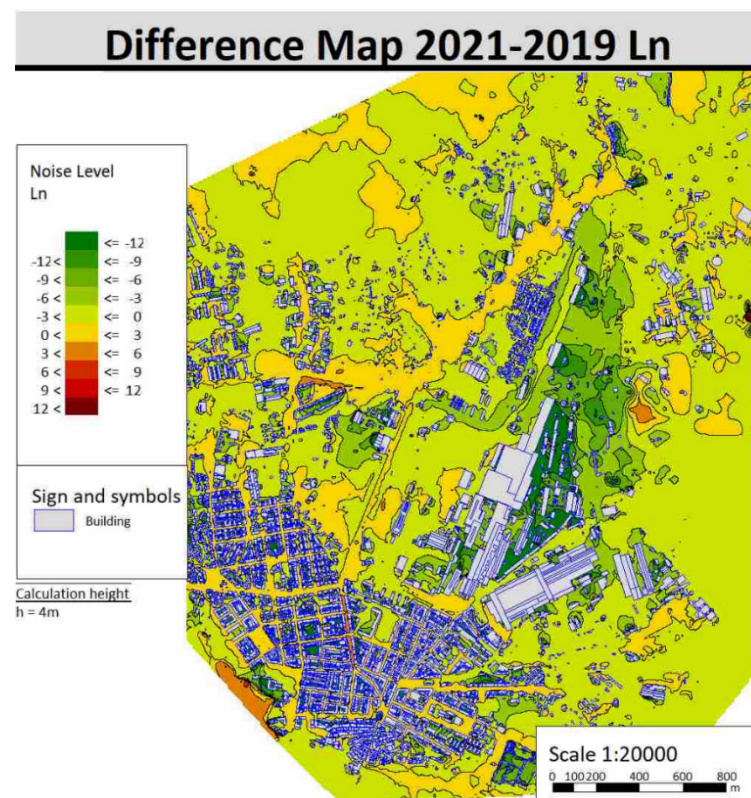 Difference Map 2021-2019 Ln
Noise Level
Ln
<= -12
-12< <= -9
-9 < <= -6
-6 < <= -3
-3 < <= 0
0 < <= 3
3 < <= 6
6 < <= 9
9 < <= 12
12 <
Sign and symbols
Building
Calculation height
h = 4m
Scale 1:20000
0 100200 400 600 800
m